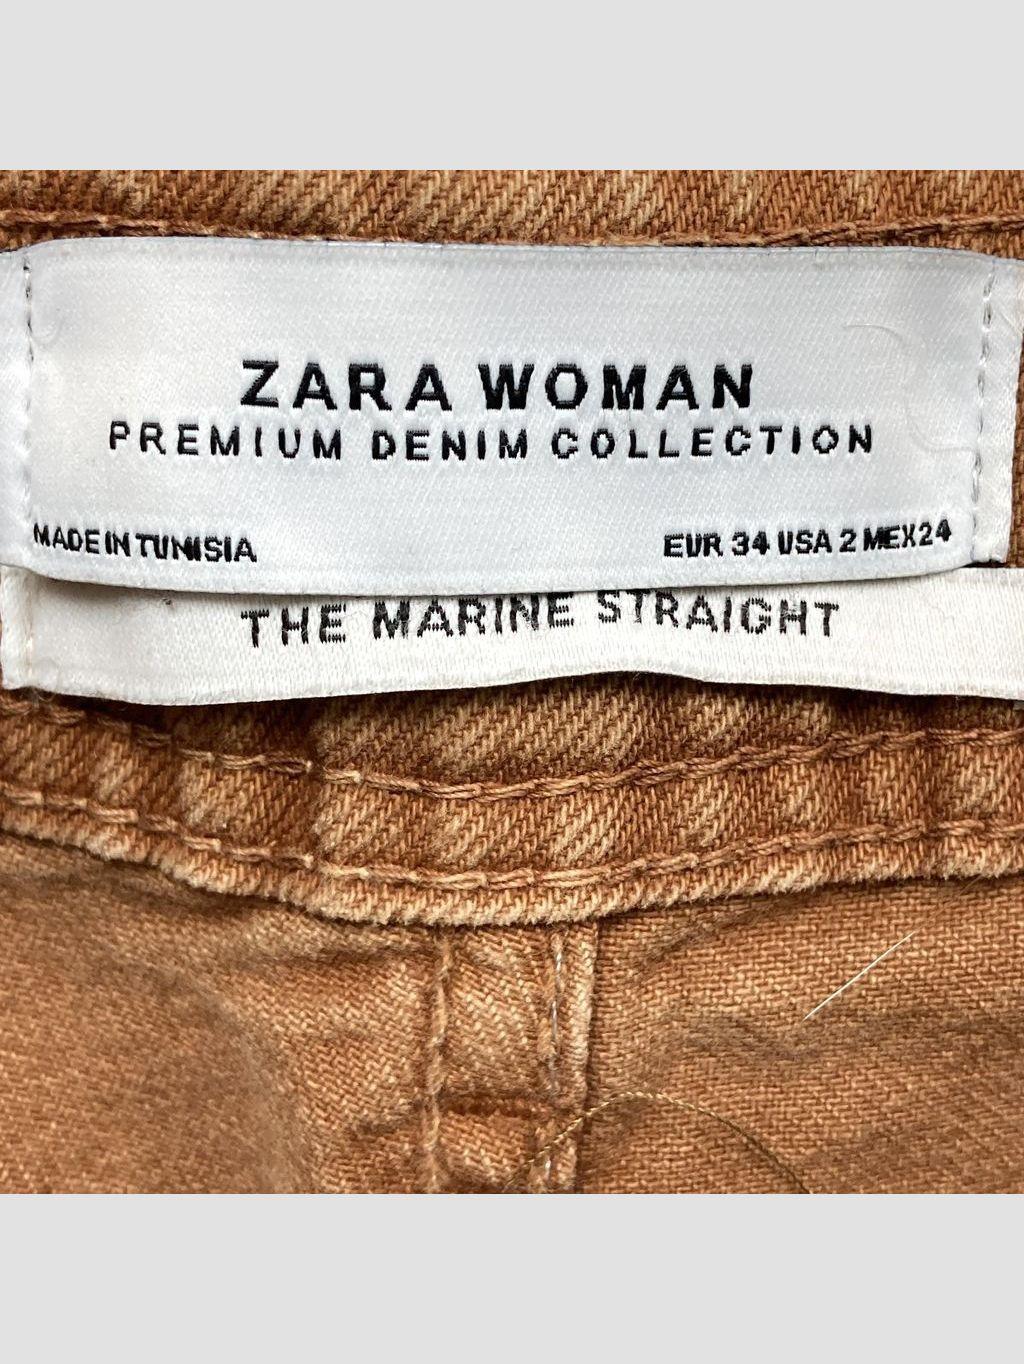 ZARA WOMAN
PREMIUM DENIM COLLECTION
MADE IN TUNISIA
EUR 34 USA 2 MEX 24
THE MARINE STRAIGHT